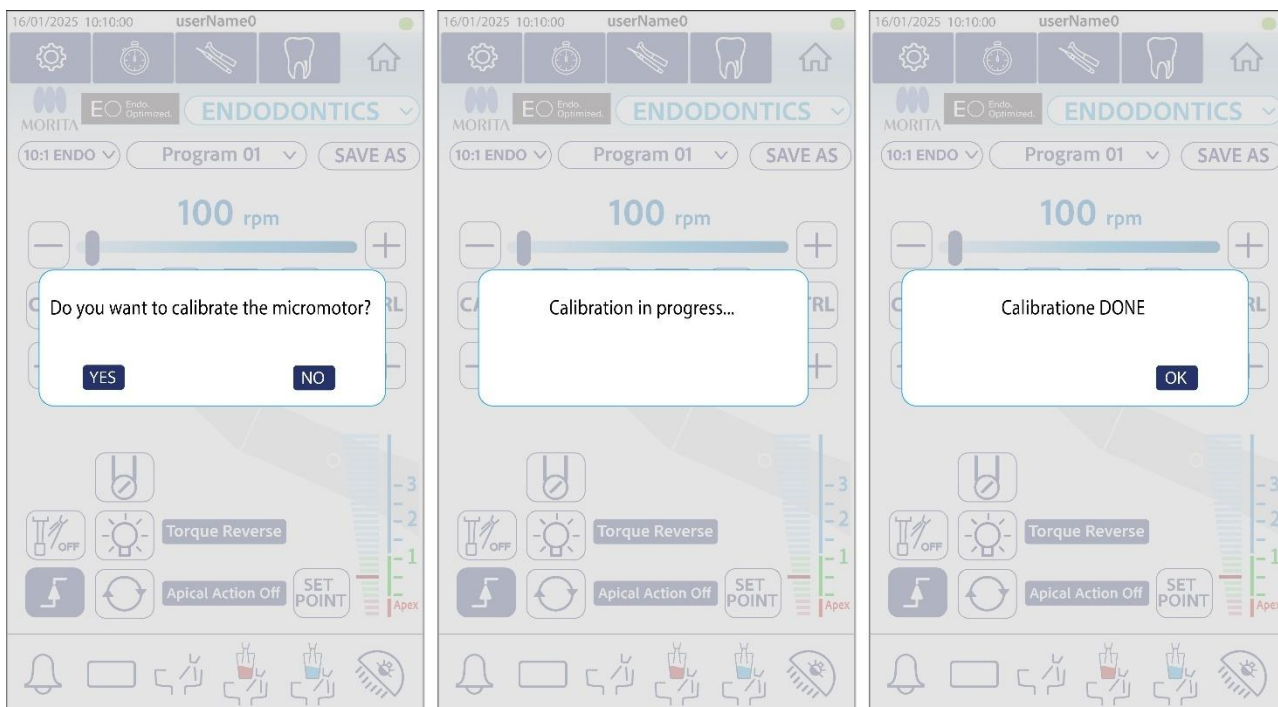 16/01/2025 10:10:00 userName0
MORITA
EO Endo. Optimized.
ENDODONTICS
10:1 ENDO
Program 01
SAVE AS
100 rpm
Do you want to calibrate the micromotor?
YES NO
3
2
Torque Reverse
1
OFF
Apical Action Off
SET POINT
Apex
16/01/2025 10:10:00 userName0
MORITA
EO Endo. Optimized.
ENDODONTICS
10:1 ENDO
Program 01
SAVE AS
100 rpm
Calibration in progress...
3
2
Torque Reverse
1
OFF
Apical Action Off
SET POINT
Apex
16/01/2025 10:10:00 userName0
MORITA
EO Endo. Optimized.
ENDODONTICS
10:1 ENDO
Program 01
SAVE AS
100 rpm
Calibratione DONE
OK
3
2
Torque Reverse
1
OFF
Apical Action Off
SET POINT
Apex